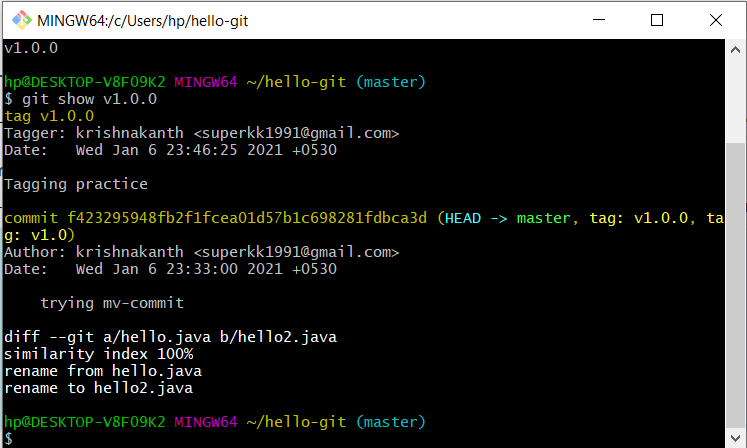 MINGW64:/c/Users/hp/hello-git
v1.0.0
hp@DESKTOP-V8F09K2 MINGW64 ~/hello-git (master)
$ git show v1.0.0
tag v1.0.0
Tagger: krishnakanth <superkk1991@gmail.com>
Date:   Wed Jan 6 23:46:25 2021 +0530
Tagging practice
commit f423295948fb2f1fcea01d57b1c698281fdbca3d (HEAD -> master, tag: v1.0.0, ta
g: v1.0)
Author: krishnakanth <superkk1991@gmail.com>
Date:   Wed Jan 6 23:33:00 2021 +0530
    trying mv-commit
diff --git a/hello.java b/hello2.java
similarity index 100%
rename from hello.java
rename to hello2.java
hp@DESKTOP-V8F09K2 MINGW64 ~/hello-git (master)
$